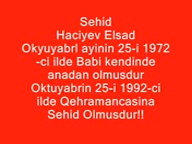 Sehid
Haciyev Elsad
Okyuyabrl ayinin 25-i 1972
-ci ilde Babi kendinde
anadan olmusdur
Oktuyabrin 25-i 1992-ci
ilde Qehramancasina
Sehid Olmusdur!!